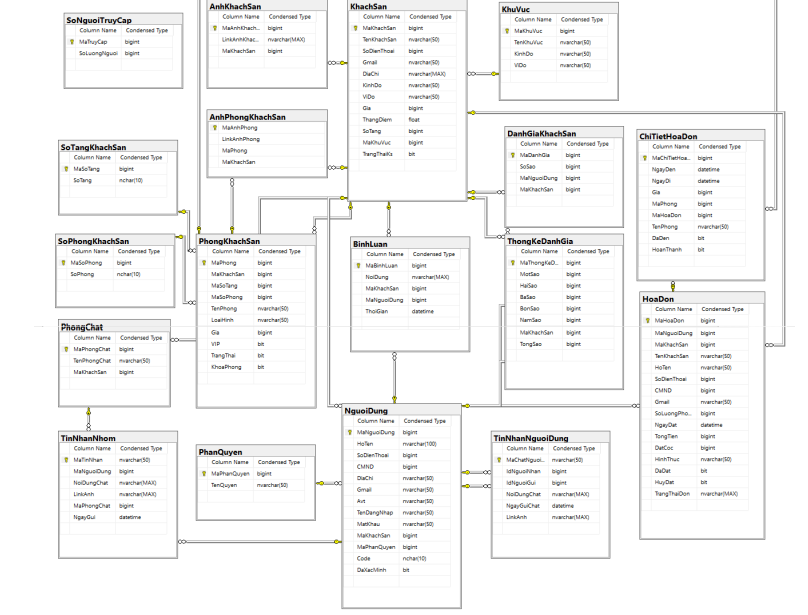 SoNguoiTruyCap
Column Name Condensed Type
MaTruyCap bigint
SoLuongNguoi bigint
AnhKhachSan
Column Name Condensed Type
MaAnhKhach... bigint
LinkAnhKhac... nvarchar(MAX)
MaKhachSan bigint
KhachSan
Column Name Condensed Type
MaKhachSan bigint
TenKhachSan nvarchar(50)
SoDienThoai bigint
Gmail nvarchar(50)
DiaChi nvarchar(MAX)
KinhDo nvarchar(50)
ViDo nvarchar(50)
Gia bigint
ThangDiem float
SoTang bigint
MaKhuVuc bigint
TrangThaiKs bit
KhuVuc
Column Name Condensed Type
MaKhuVuc bigint
TenKhuVuc nvarchar(50)
KinhDo nvarchar(50)
ViDo nvarchar(50)
AnhPhongKhachSan
MaAnhPhong bigint
LinkAnhPhong nvarchar(MAX)
MaPhong bigint
MaKhachSan bigint
SoTangKhachSan
Column Name Condensed Type
MaSoTang bigint
SoTang nchar(10)
DanhGiaKhachSan
Column Name Condensed Type
MaDanhGia bigint
SoSao bigint
MaNguoiDung bigint
MaKhachSan bigint
ChiTietHoaDon
Column Name Condensed Type
MaChiTietHoa... bigint
NgayDen datetime
NgayDi datetime
Gia bigint
MaPhong bigint
MaHoaDon bigint
TenPhong nvarchar(50)
DaDen bit
HoanThanh bit
SoPhongKhachSan
Column Name Condensed Type
MaSoPhong bigint
SoPhong nchar(10)
PhongKhachSan
Column Name Condensed Type
MaPhong bigint
MaKhachSan bigint
MaSoTang bigint
MaSoPhong bigint
TenPhong nvarchar(50)
LoaiHinh nvarchar(50)
Gia bigint
VIP bit
TrangThai bit
KhoaPhong bit
BinhLuan
Column Name Condensed Type
MaBinhLuan bigint
NoiDung nvarchar(MAX)
MaKhachSan bigint
MaNguoiDung bigint
ThoiGian datetime
ThongKeDanhGia
Column Name Condensed Type
MaThongKeD... bigint
MotSao bigint
HaiSao bigint
BaSao bigint
BonSao bigint
NamSao bigint
MaKhachSan bigint
TongSao bigint
HoaDon
Column Name Condensed Type
MaHoaDon bigint
MaNguoiDung bigint
MaKhachSan bigint
TenKhachSan nvarchar(50)
HoTen nvarchar(50)
SoDienThoai bigint
CMND bigint
Gmail nvarchar(50)
SoLuongPho... bigint
NgayDat datetime
TongTien bigint
DatCoc bigint
HinhThuc nvarchar(50)
DaDat bit
HuyDat bit
TrangThaiDon nvarchar(MAX)
PhongChat
Column Name Condensed Type
MaPhongChat bigint
TenPhongChat nvarchar(50)
MaKhachSan bigint
TinNhanNhom
Column Name Condensed Type
MaTinNhan nvarchar(50)
MaNguoiDung bigint
NoiDungChat nvarchar(MAX)
LinkAnh nvarchar(MAX)
MaPhongChat bigint
NgayGui datetime
PhanQuyen
Column Name Condensed Type
MaPhanQuyen bigint
TenQuyen nvarchar(50)
NguoiDung
Column Name Condensed Type
MaNguoiDung bigint
HoTen nvarchar(100)
SoDienThoai bigint
CMND bigint
DiaChi nvarchar(50)
Gmail nvarchar(50)
Avt nvarchar(50)
TenDangNhap nvarchar(50)
MatKhau nvarchar(50)
MaKhachSan bigint
MaPhanQuyen bigint
Code nchar(10)
DaXacMinh bit
TinNhanNguoiDung
Column Name Condensed Type
MaChatNguoi... nvarchar(50)
IdNguoiNhan bigint
IdNguoiGui bigint
NoiDungChat nvarchar(MAX)
NgayGuiChat datetime
LinkAnh nvarchar(MAX)